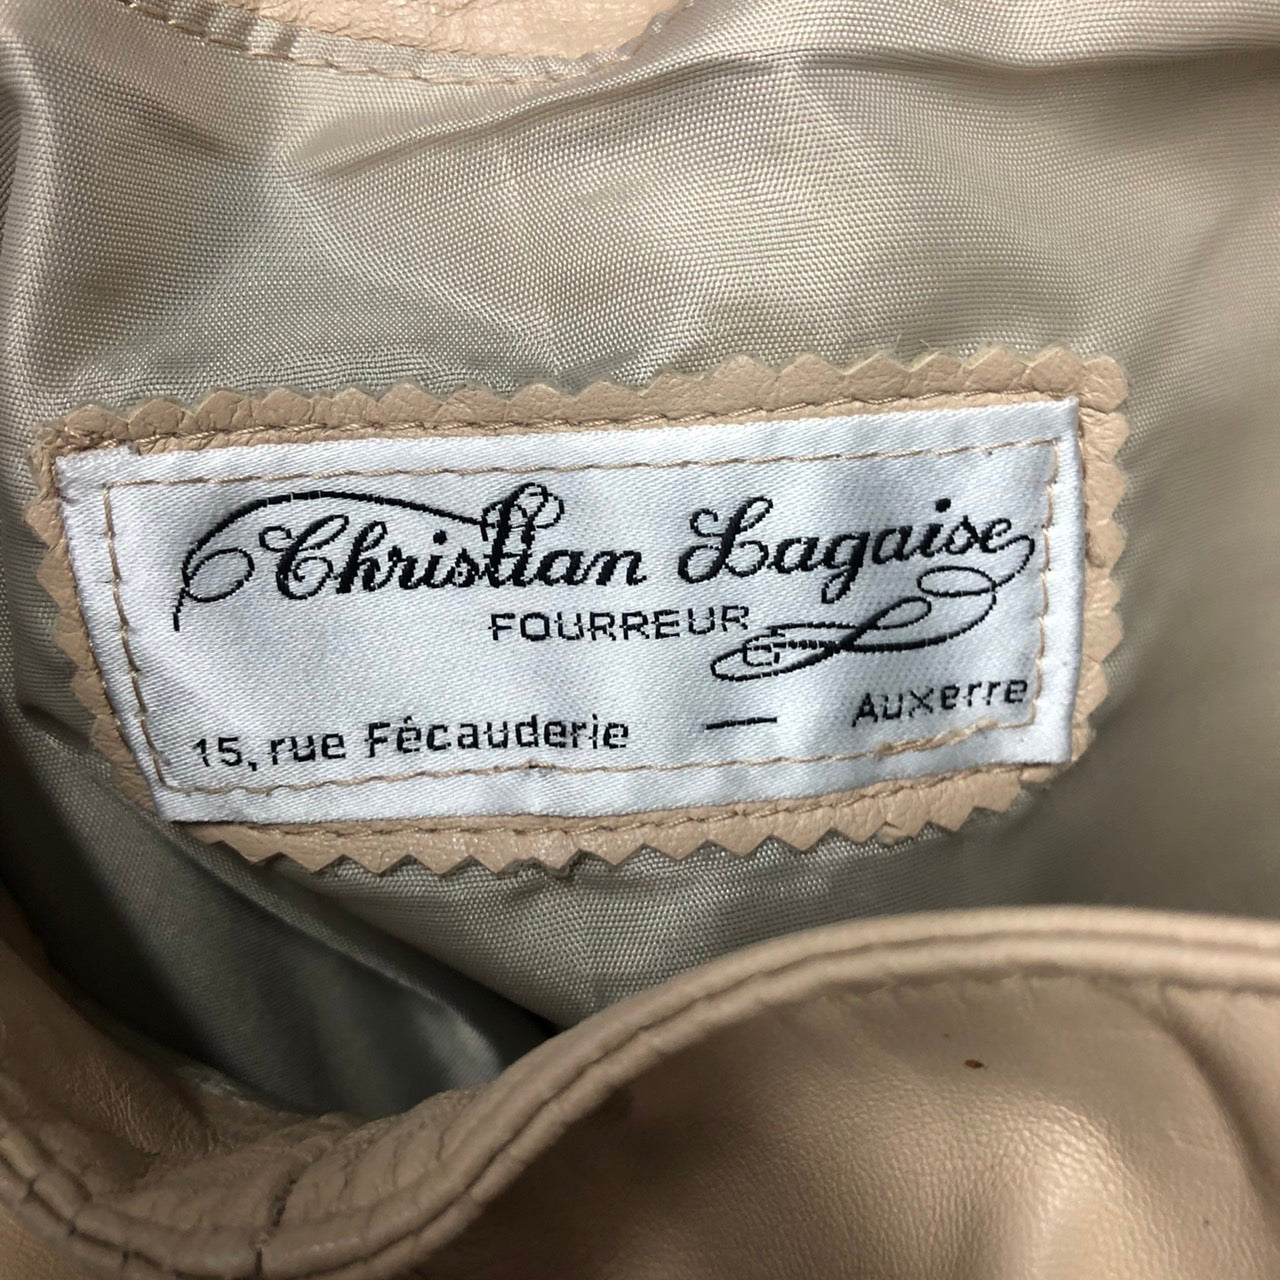 Christian Lagaise
FOURREUR
15, rue Fécauderie — Auxerre